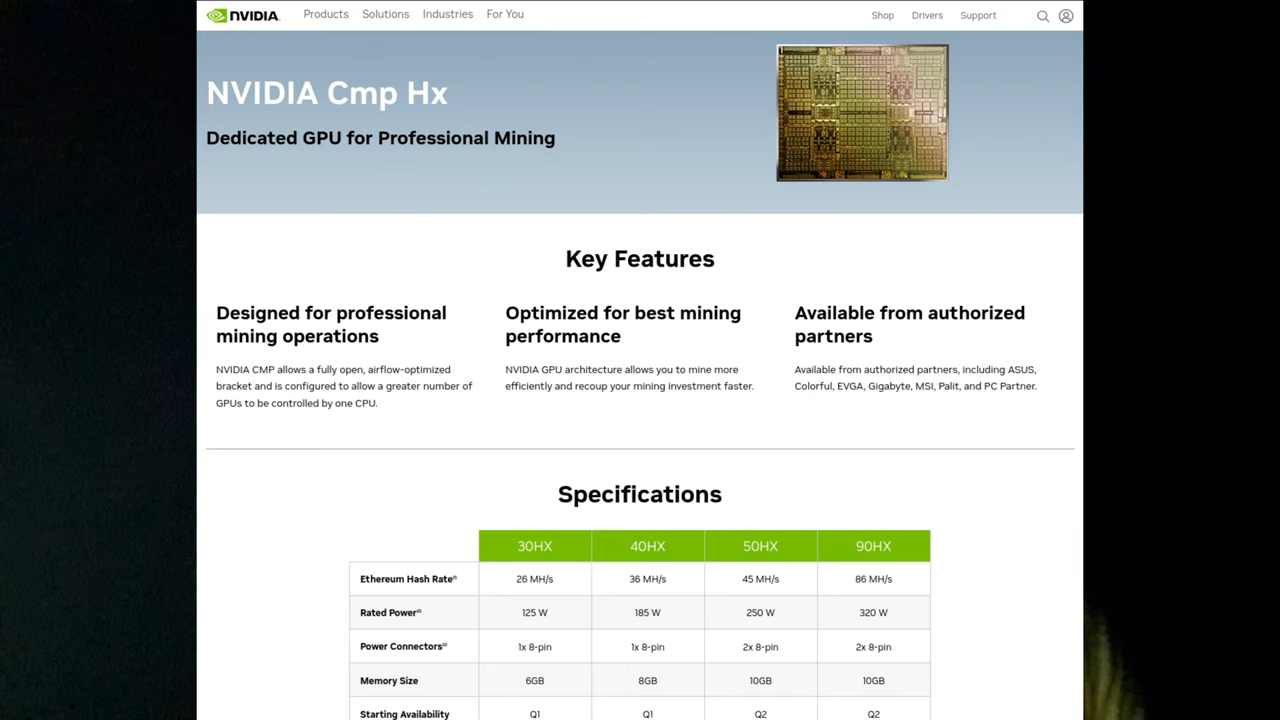 NVIDIA. Products Solutions Industries For You Shop Drivers Support
NVIDIA Cmp Hx
Dedicated GPU for Professional Mining
Key Features
Designed for professional
mining operations
NVIDIA CMP allows a fully open, airflow-optimized
bracket and is configured to allow a greater number of
GPUs to be controlled by one CPU.
Optimized for best mining
performance
NVIDIA GPU architecture allows you to mine more
efficiently and recoup your mining investment faster.
Available from authorized
partners
Available from authorized partners, including ASUS,
Colorful, EVGA, Gigabyte, MSI, Palit, and PC Partner.
Specifications
30HX 40HX 50HX 90HX
Ethereum Hash Rate 26 MH/s 36 MH/s 45 MH/s 86 MH/s
Rated Power 125 W 185 W 250 W 320 W
Power Connectors 1x 8-pin 1x 8-pin 2x 8-pin 2x 8-pin
Memory Size 6GB 8GB 10GB 10GB
Starting Availability Q1 Q1 Q2 Q2